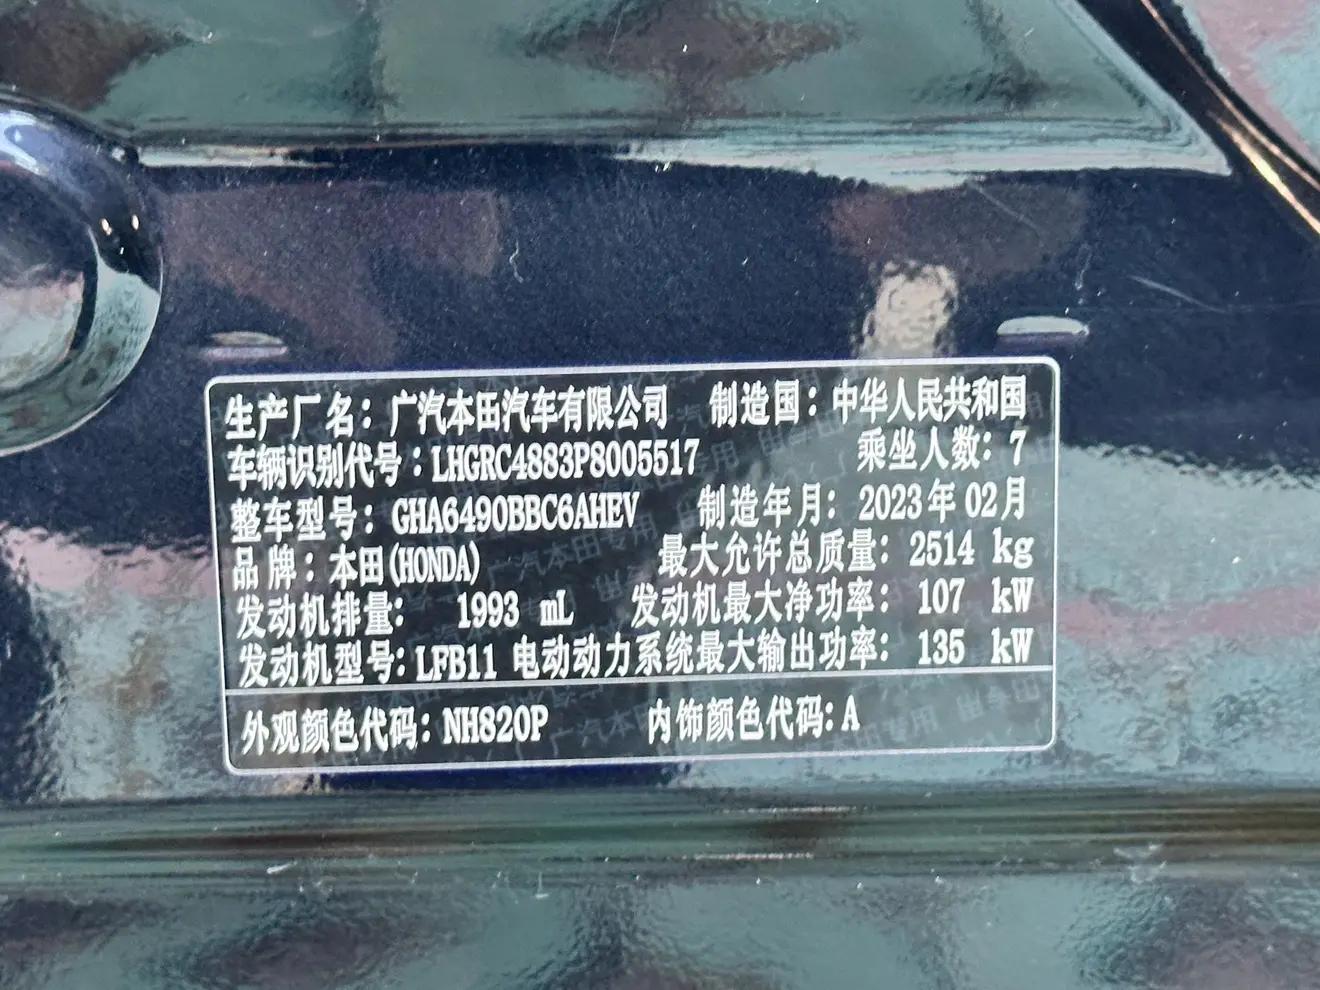 生产厂名：广汽本田汽车有限公司 制造国：中华人民共和国
车辆识别代号：LHGRC4883P8005517 乘坐人数：7
整车型号：GHA6490BBC6AHEV 制造年月：2023年02月
品牌：本田(HONDA) 最大允许总质量：2514 kg
发动机排量： 1993 mL 发动机最大净功率：107 kW
发动机型号：LFB11 电动动力系统最大输出功率：135 kW
外观颜色代码：NH820P 内饰颜色代码：A